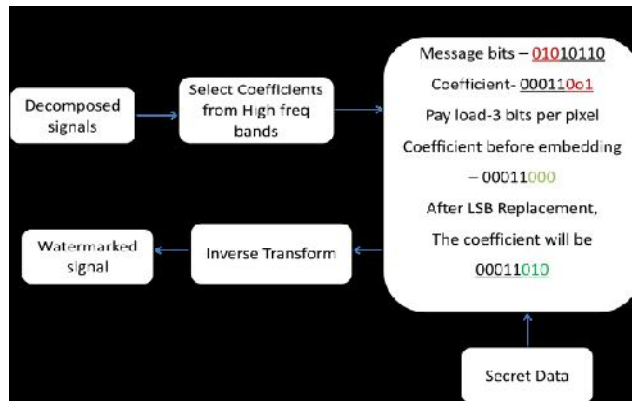 Decomposed
signals
Select Coefficients
from High freq
bands
Message bits – 01010110
Coefficient- 000110o1
Pay load-3 bits per pixel
Coefficient before embedding
– 00011000
After LSB Replacement,
The coefficient will be
00011010
Watermarked
signal
Inverse Transform
Secret Data